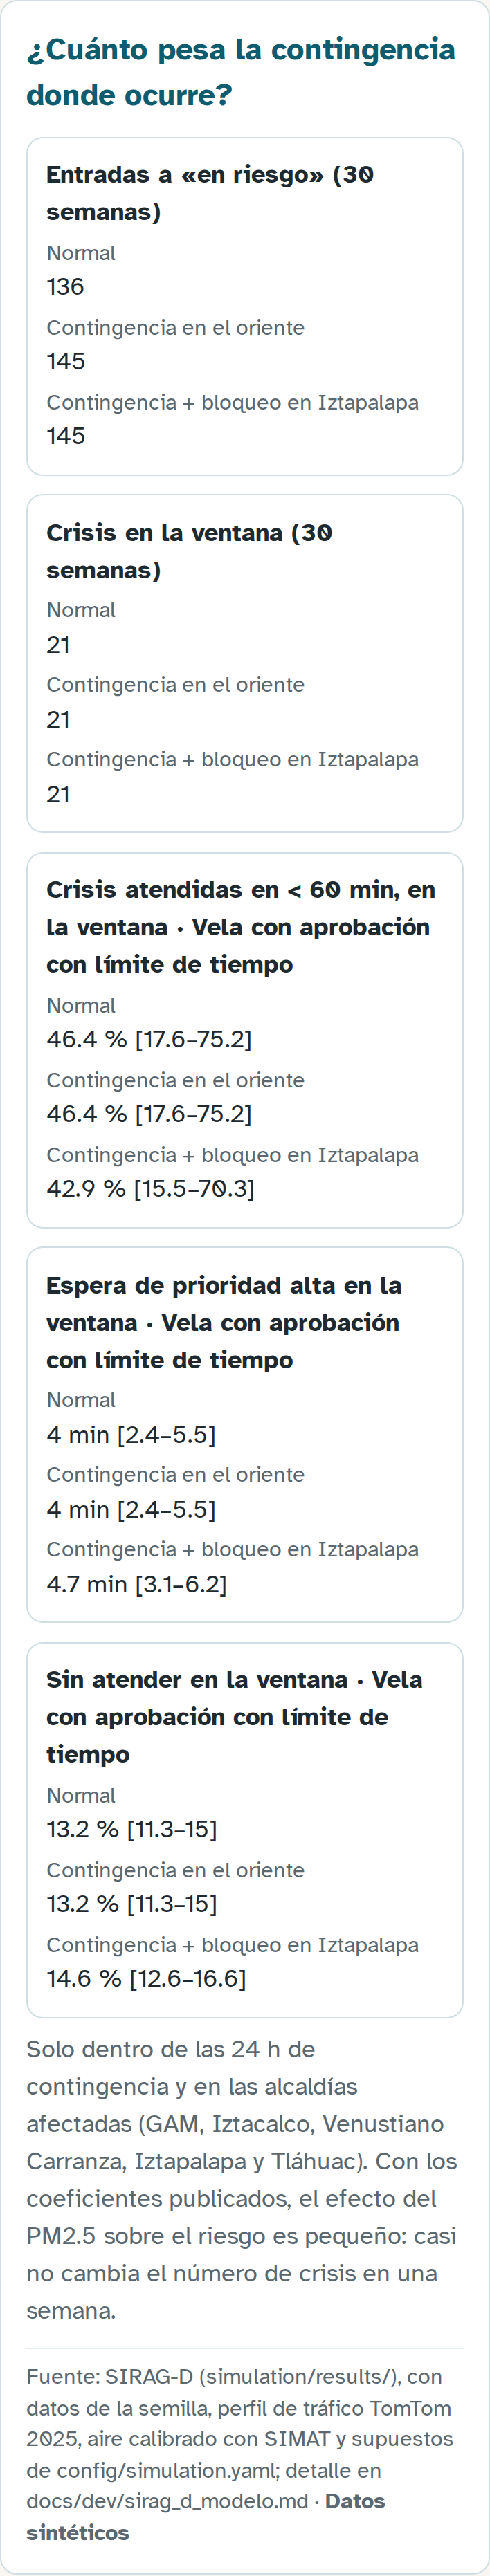 ¿Cuánto pesa la contingencia
donde ocurre?
Entradas a «en riesgo» (30
semanas)
Normal
136
Contingencia en el oriente
145
Contingencia + bloqueo en Iztapalapa
145
Crisis en la ventana (30
semanas)
Normal
21
Contingencia en el oriente
21
Contingencia + bloqueo en Iztapalapa
21
Crisis atendidas en < 60 min, en
la ventana · Vela con aprobación
con límite de tiempo
Normal
46.4 % [17.6–75.2]
Contingencia en el oriente
46.4 % [17.6–75.2]
Contingencia + bloqueo en Iztapalapa
42.9 % [15.5–70.3]
Espera de prioridad alta en la
ventana · Vela con aprobación
con límite de tiempo
Normal
4 min [2.4–5.5]
Contingencia en el oriente
4 min [2.4–5.5]
Contingencia + bloqueo en Iztapalapa
4.7 min [3.1–6.2]
Sin atender en la ventana · Vela
con aprobación con límite de
tiempo
Normal
13.2 % [11.3–15]
Contingencia en el oriente
13.2 % [11.3–15]
Contingencia + bloqueo en Iztapalapa
14.6 % [12.6–16.6]
Solo dentro de las 24 h de
contingencia y en las alcaldías
afectadas (GAM, Iztacalco, Venustiano
Carranza, Iztapalapa y Tláhuac). Con los
coeficientes publicados, el efecto del
PM2.5 sobre el riesgo es pequeño: casi
no cambia el número de crisis en una
semana.
Fuente: SIRAG-D (simulation/results/), con
datos de la semilla, perfil de tráfico TomTom
2025, aire calibrado con SIMAT y supuestos
de config/simulation.yaml; detalle en
docs/dev/sirag_d_modelo.md · Datos
sintéticos